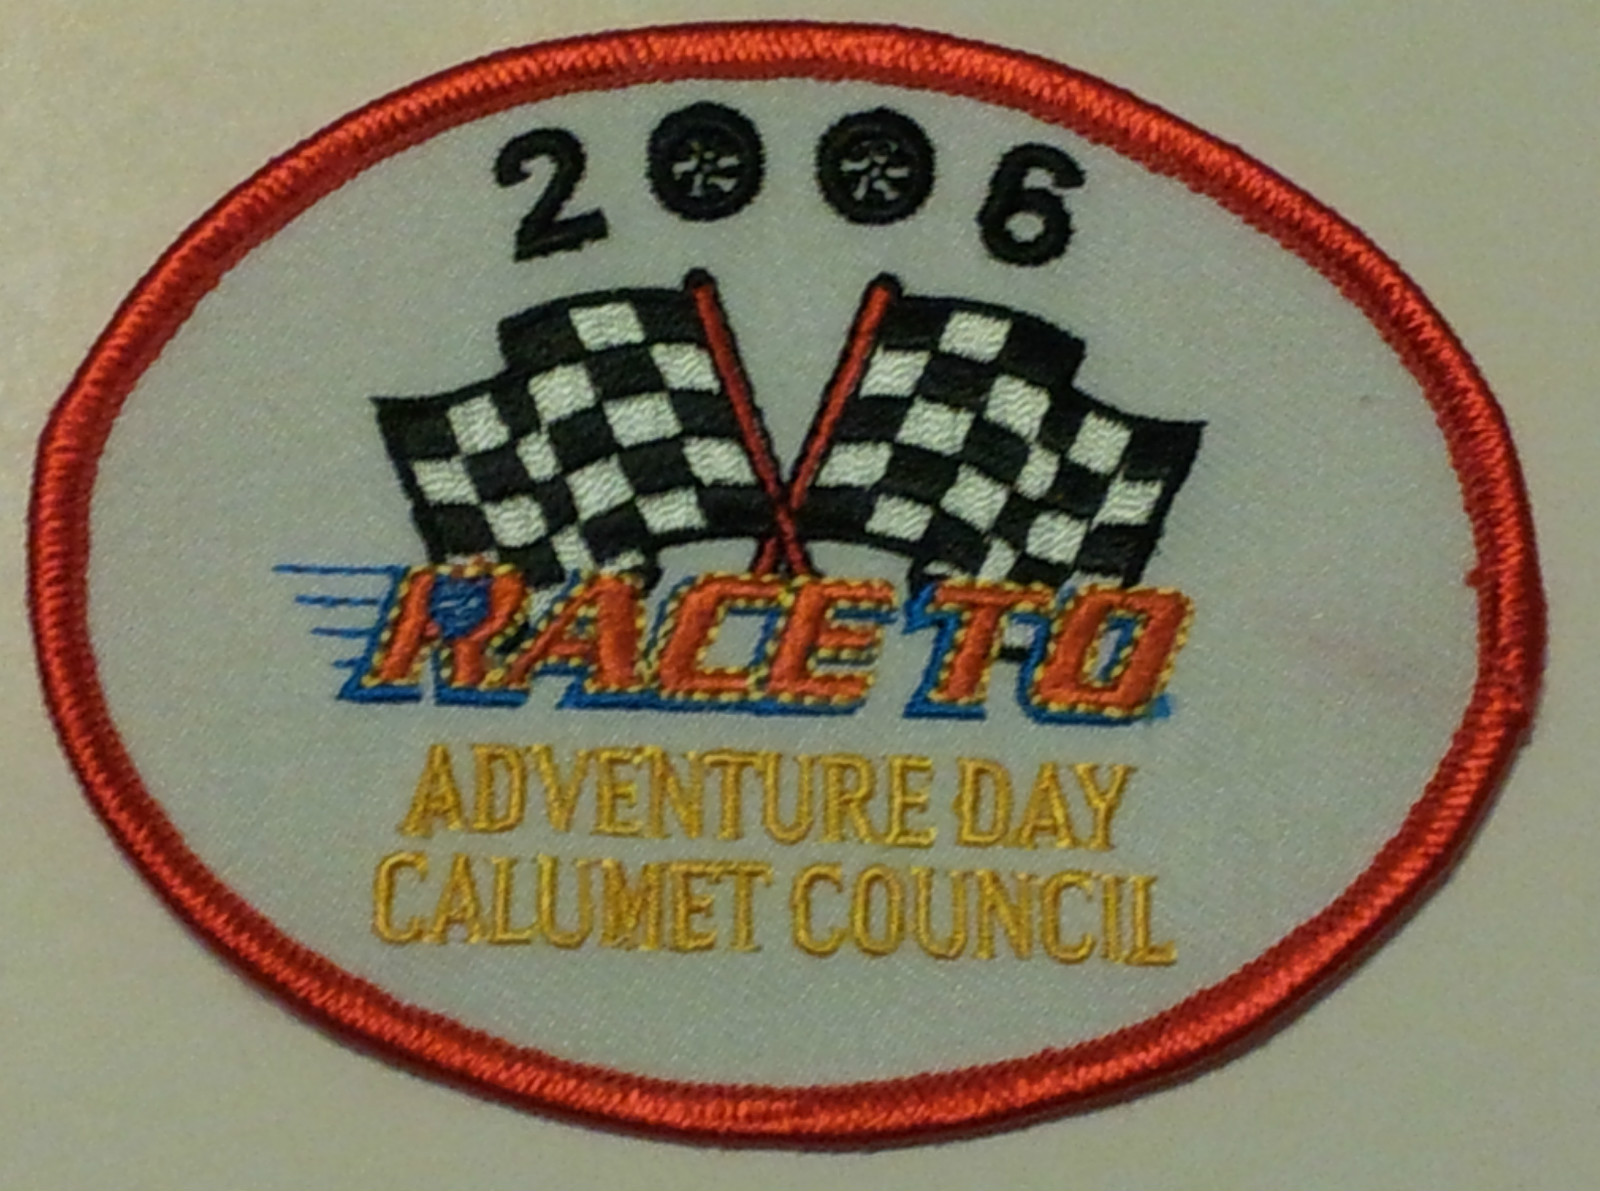 2006
RACE TO
ADVENTURE DAY
CALUMET COUNCIL